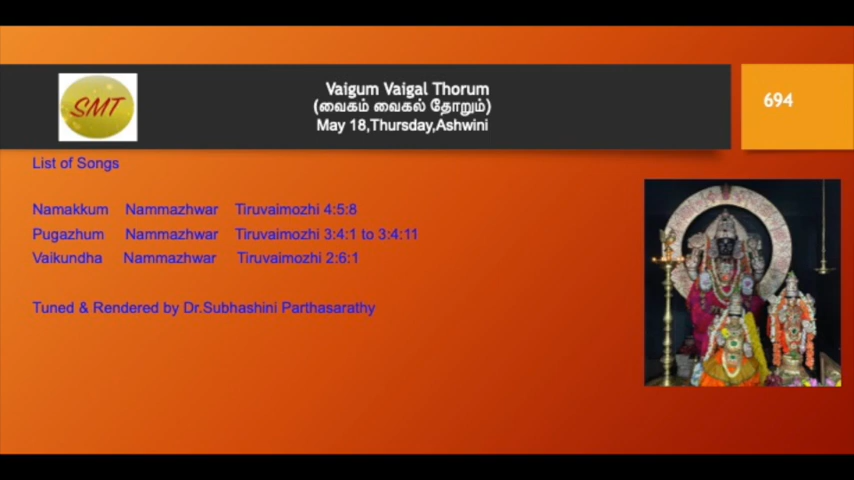 SMT
Vaigum Vaigal Thorum
(வைகம் வைகல் தோறும்)
May 18,Thursday,Ashwini
694
List of Songs
Namakkum Nammazhwar Tiruvaimozhi 4:5:8
Pugazhum Nammazhwar Tiruvaimozhi 3:4:1 to 3:4:11
Vaikundha Nammazhwar Tiruvaimozhi 2:6:1
Tuned & Rendered by Dr.Subhashini Parthasarathy